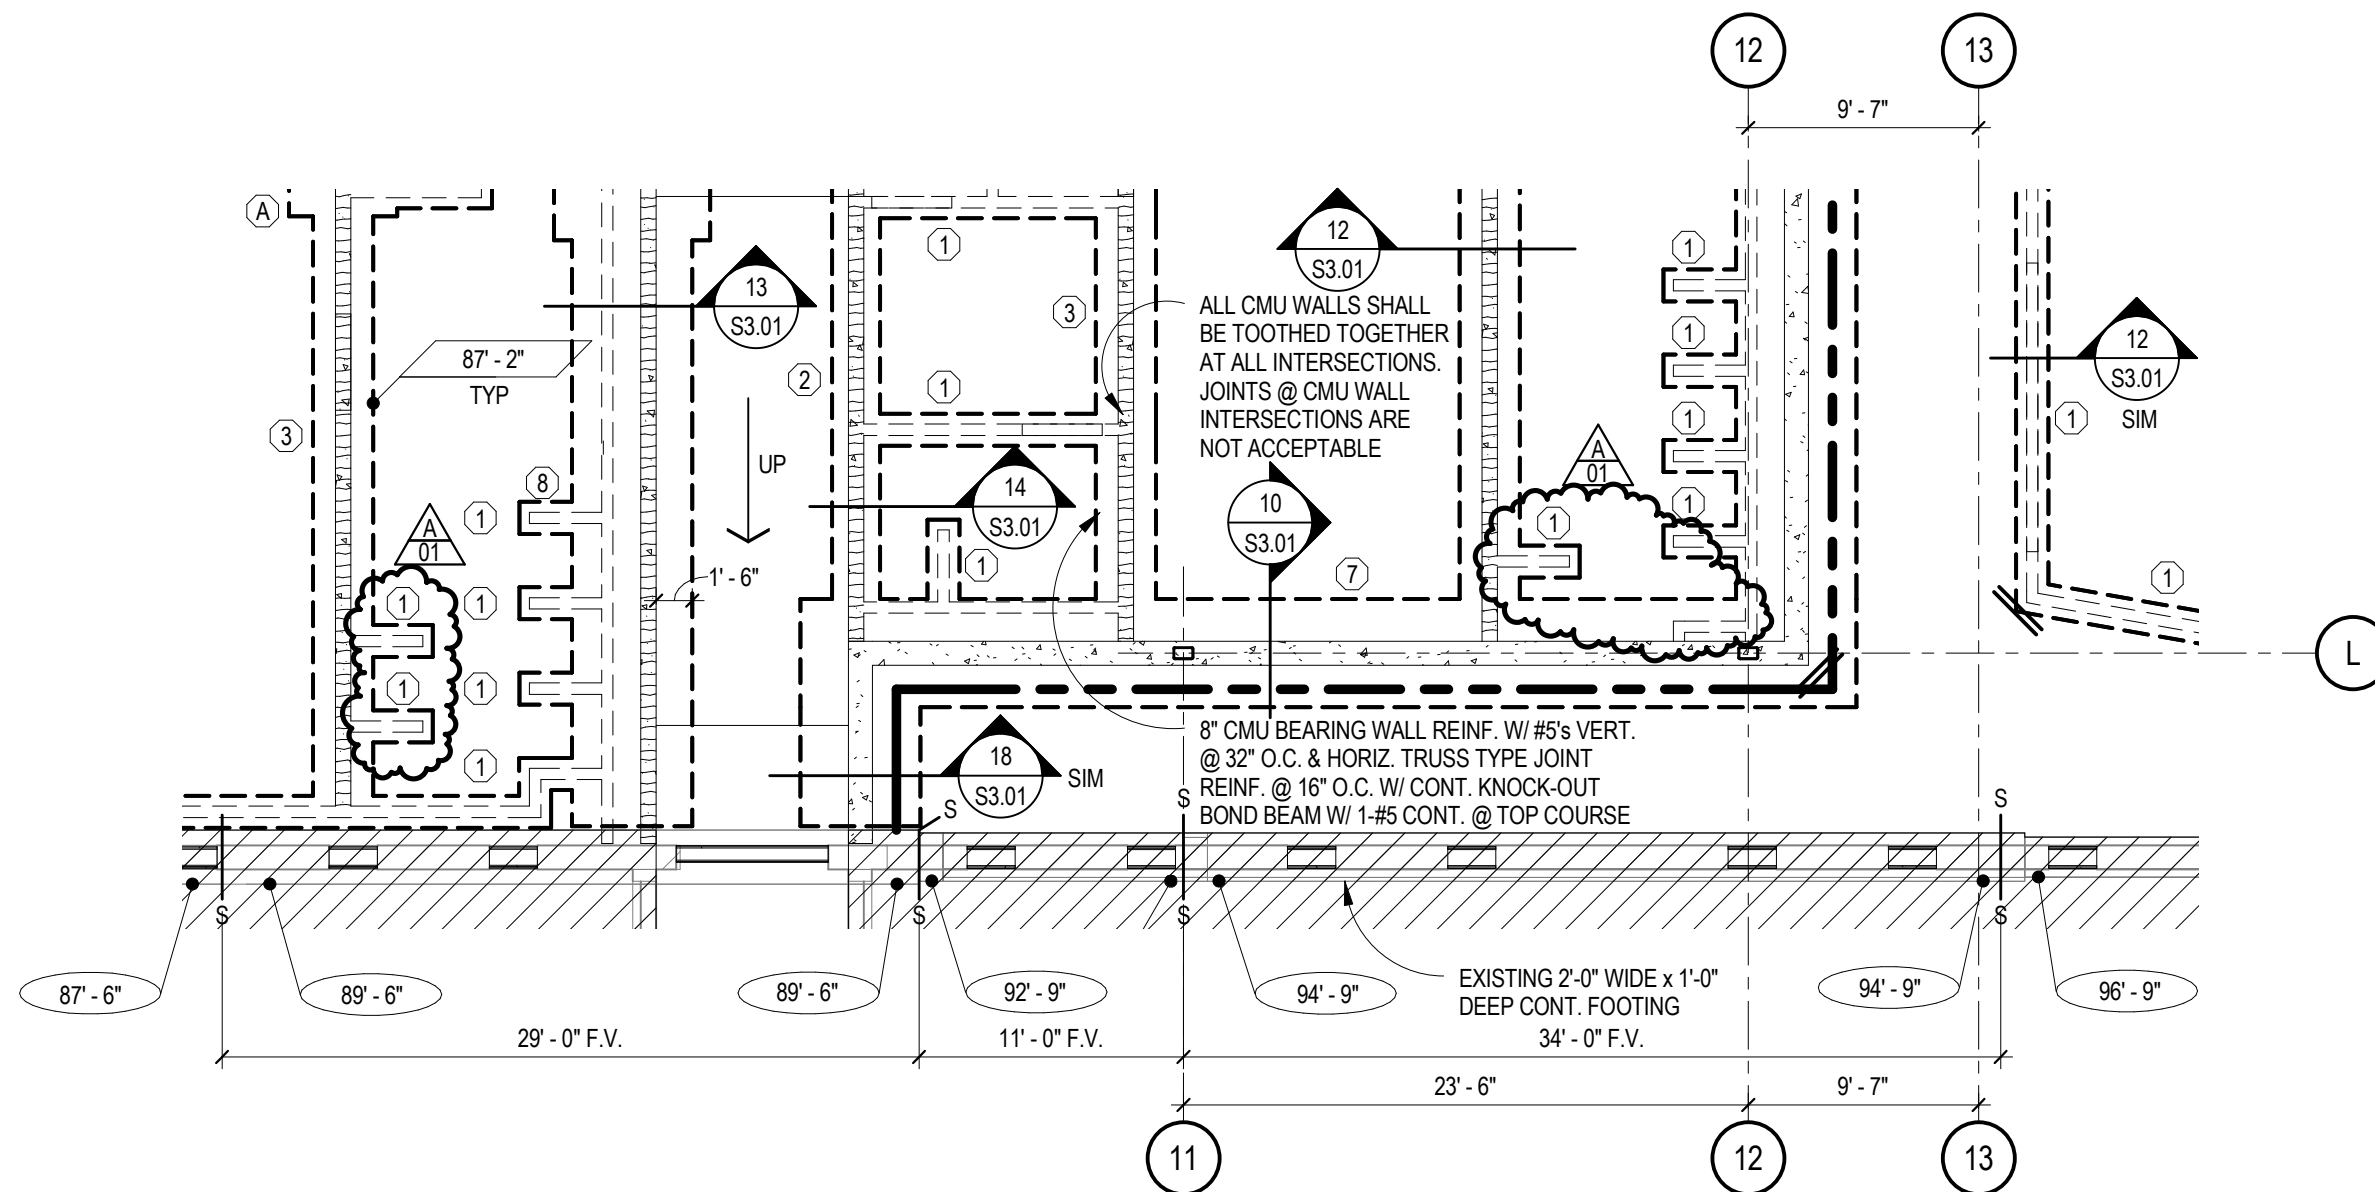 12
13
9' - 7"
A
1
12
S3.01
1
13
S3.01
3
ALL CMU WALLS SHALL
BE TOOTHED TOGETHER
AT ALL INTERSECTIONS.
JOINTS @ CMU WALL
INTERSECTIONS ARE
NOT ACCEPTABLE
1
12
S3.01
SIM
87' - 2"
TYP
2
1
1
1
3
UP
8
1
A
01
14
S3.01
10
S3.01
A
01
1
1
1
1
1
1' - 6"
1
7
1
1
1
1
8" CMU BEARING WALL REINF. W/ #5's VERT.
@ 32" O.C. & HORIZ. TRUSS TYPE JOINT
REINF. @ 16" O.C. W/ CONT. KNOCK-OUT
BOND BEAM W/ 1-#5 CONT. @ TOP COURSE
18
S3.01
SIM
L
S
S
S
S
S
S
S
87' - 6"
89' - 6"
89' - 6"
92' - 9"
94' - 9"
EXISTING 2'-0" WIDE x 1'-0"
DEEP CONT. FOOTING
94' - 9"
96' - 9"
29' - 0" F.V.
11' - 0" F.V.
34' - 0" F.V.
23' - 6"
9' - 7"
11
12
13